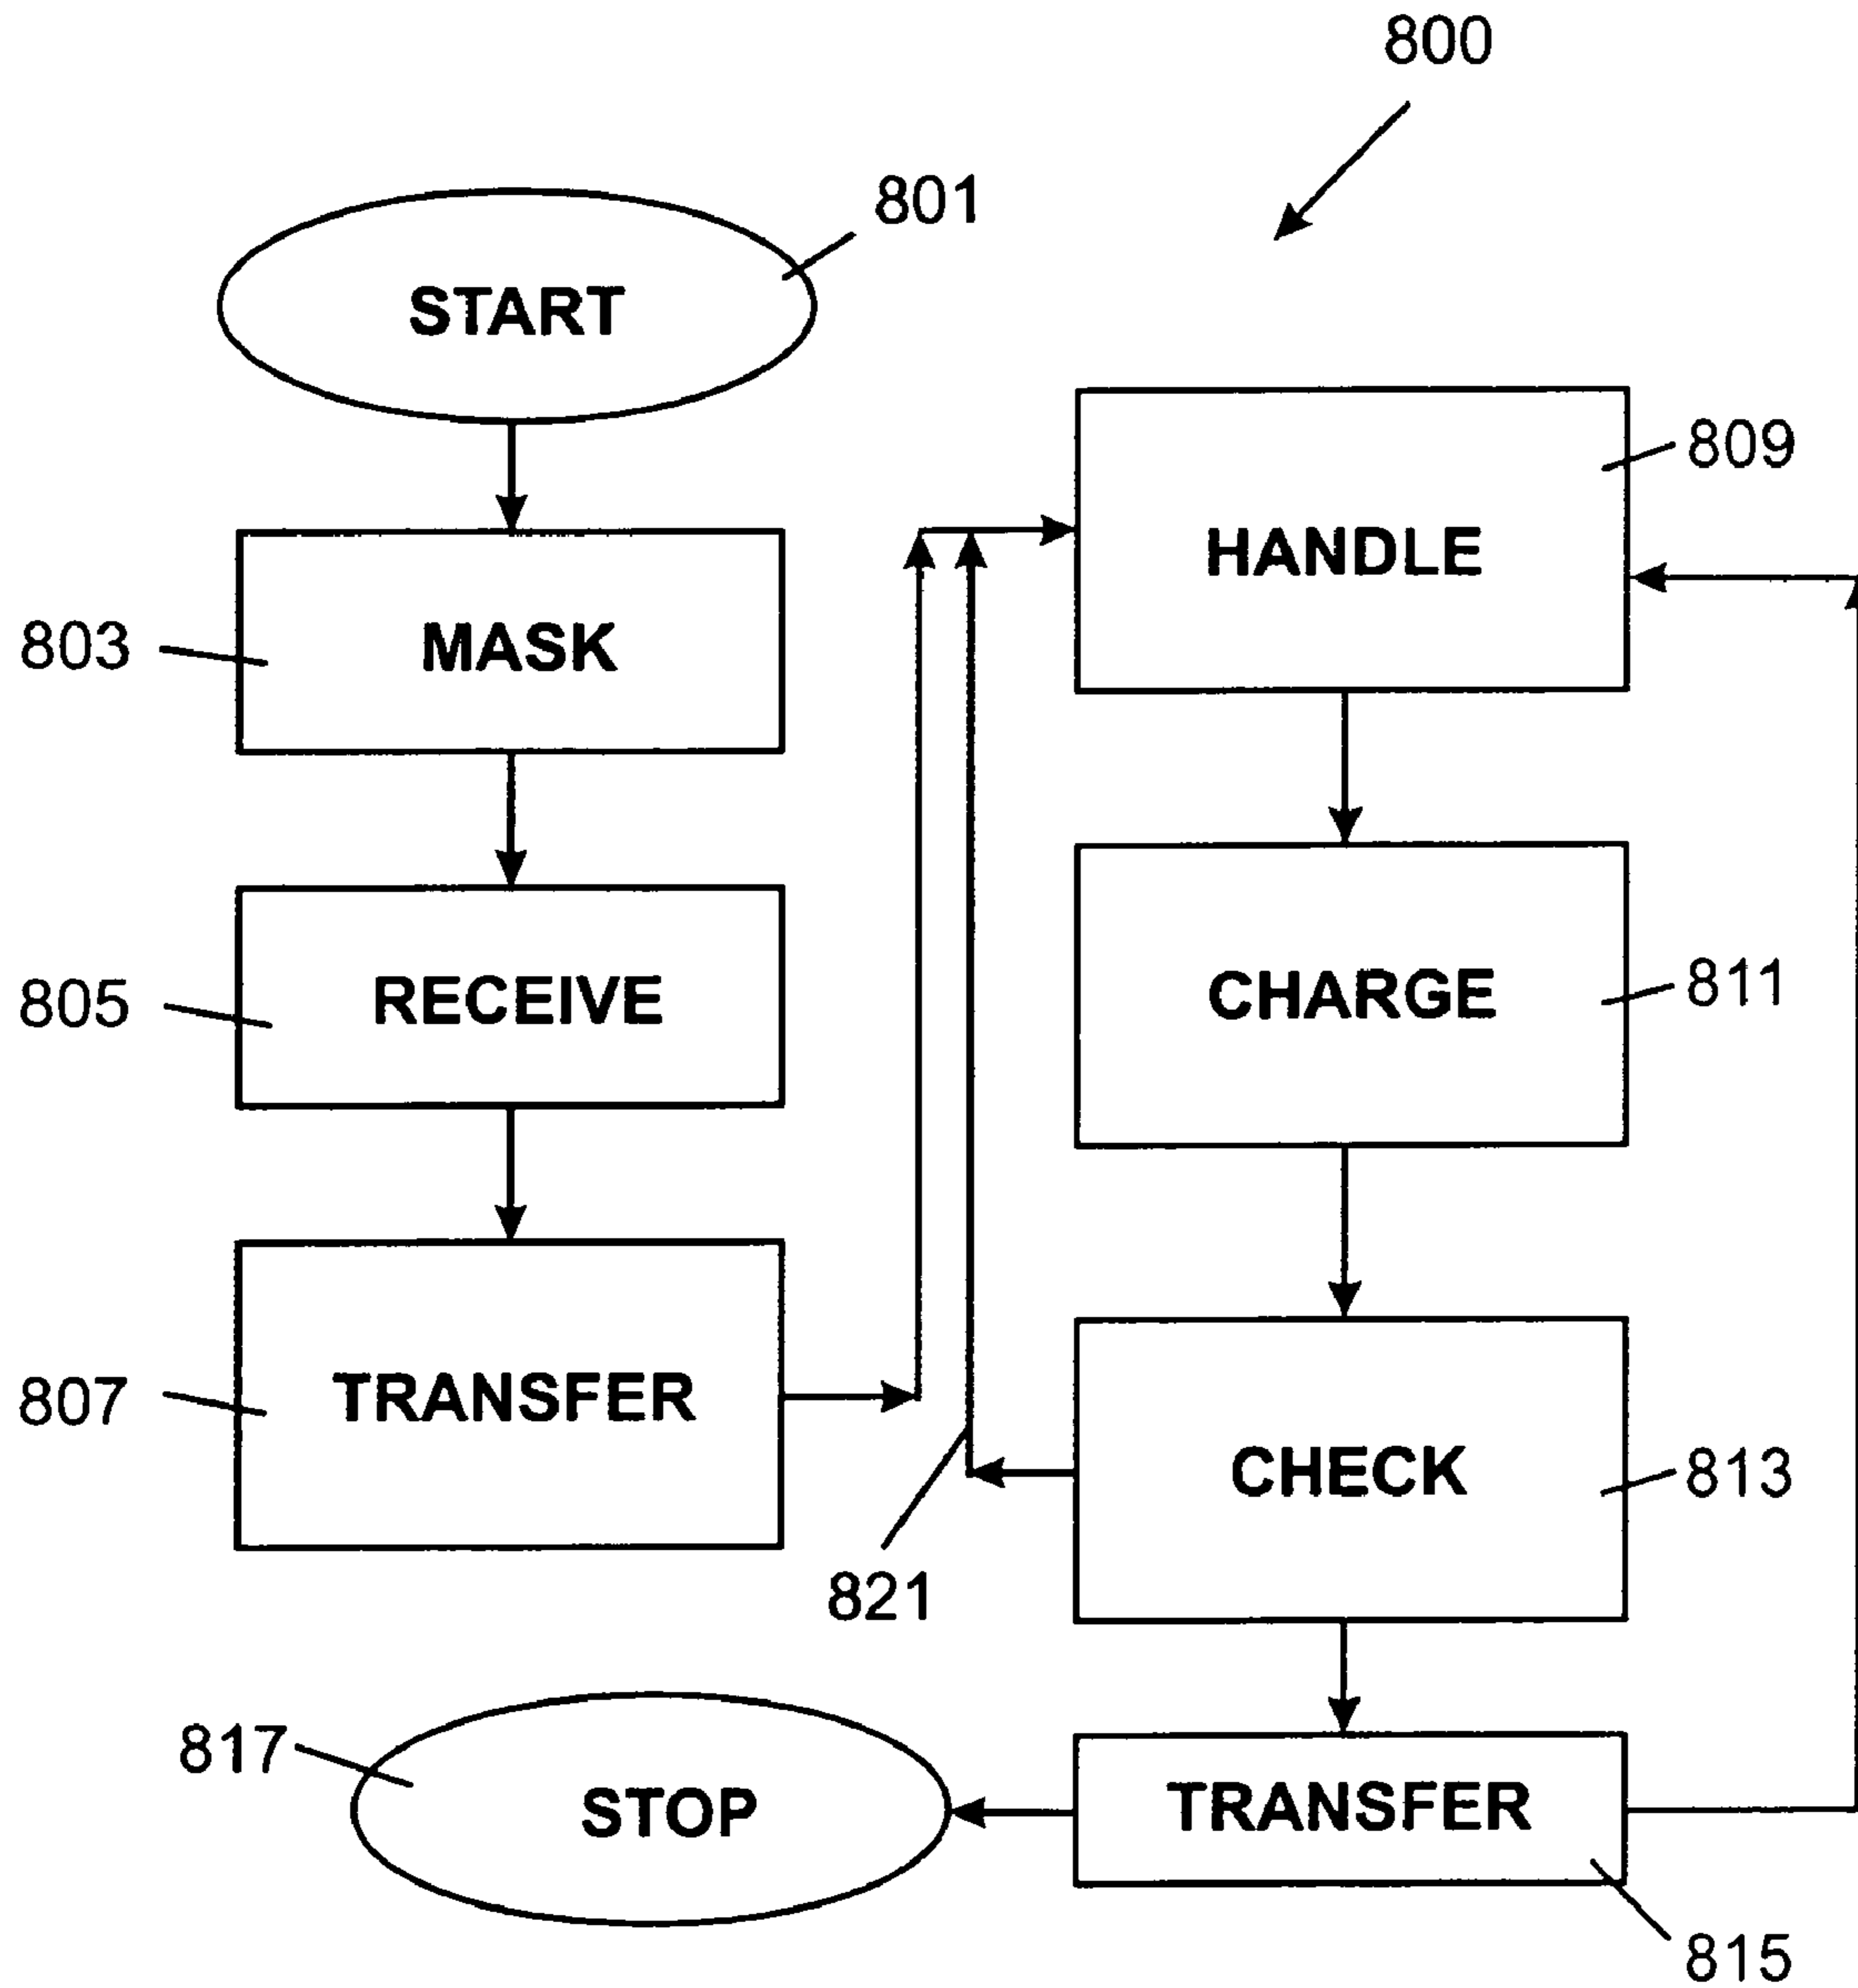 800
801
START
803
MASK
805
RECEIVE
807
TRANSFER
809
HANDLE
811
CHARGE
813
CHECK
821
817
STOP
TRANSFER
815